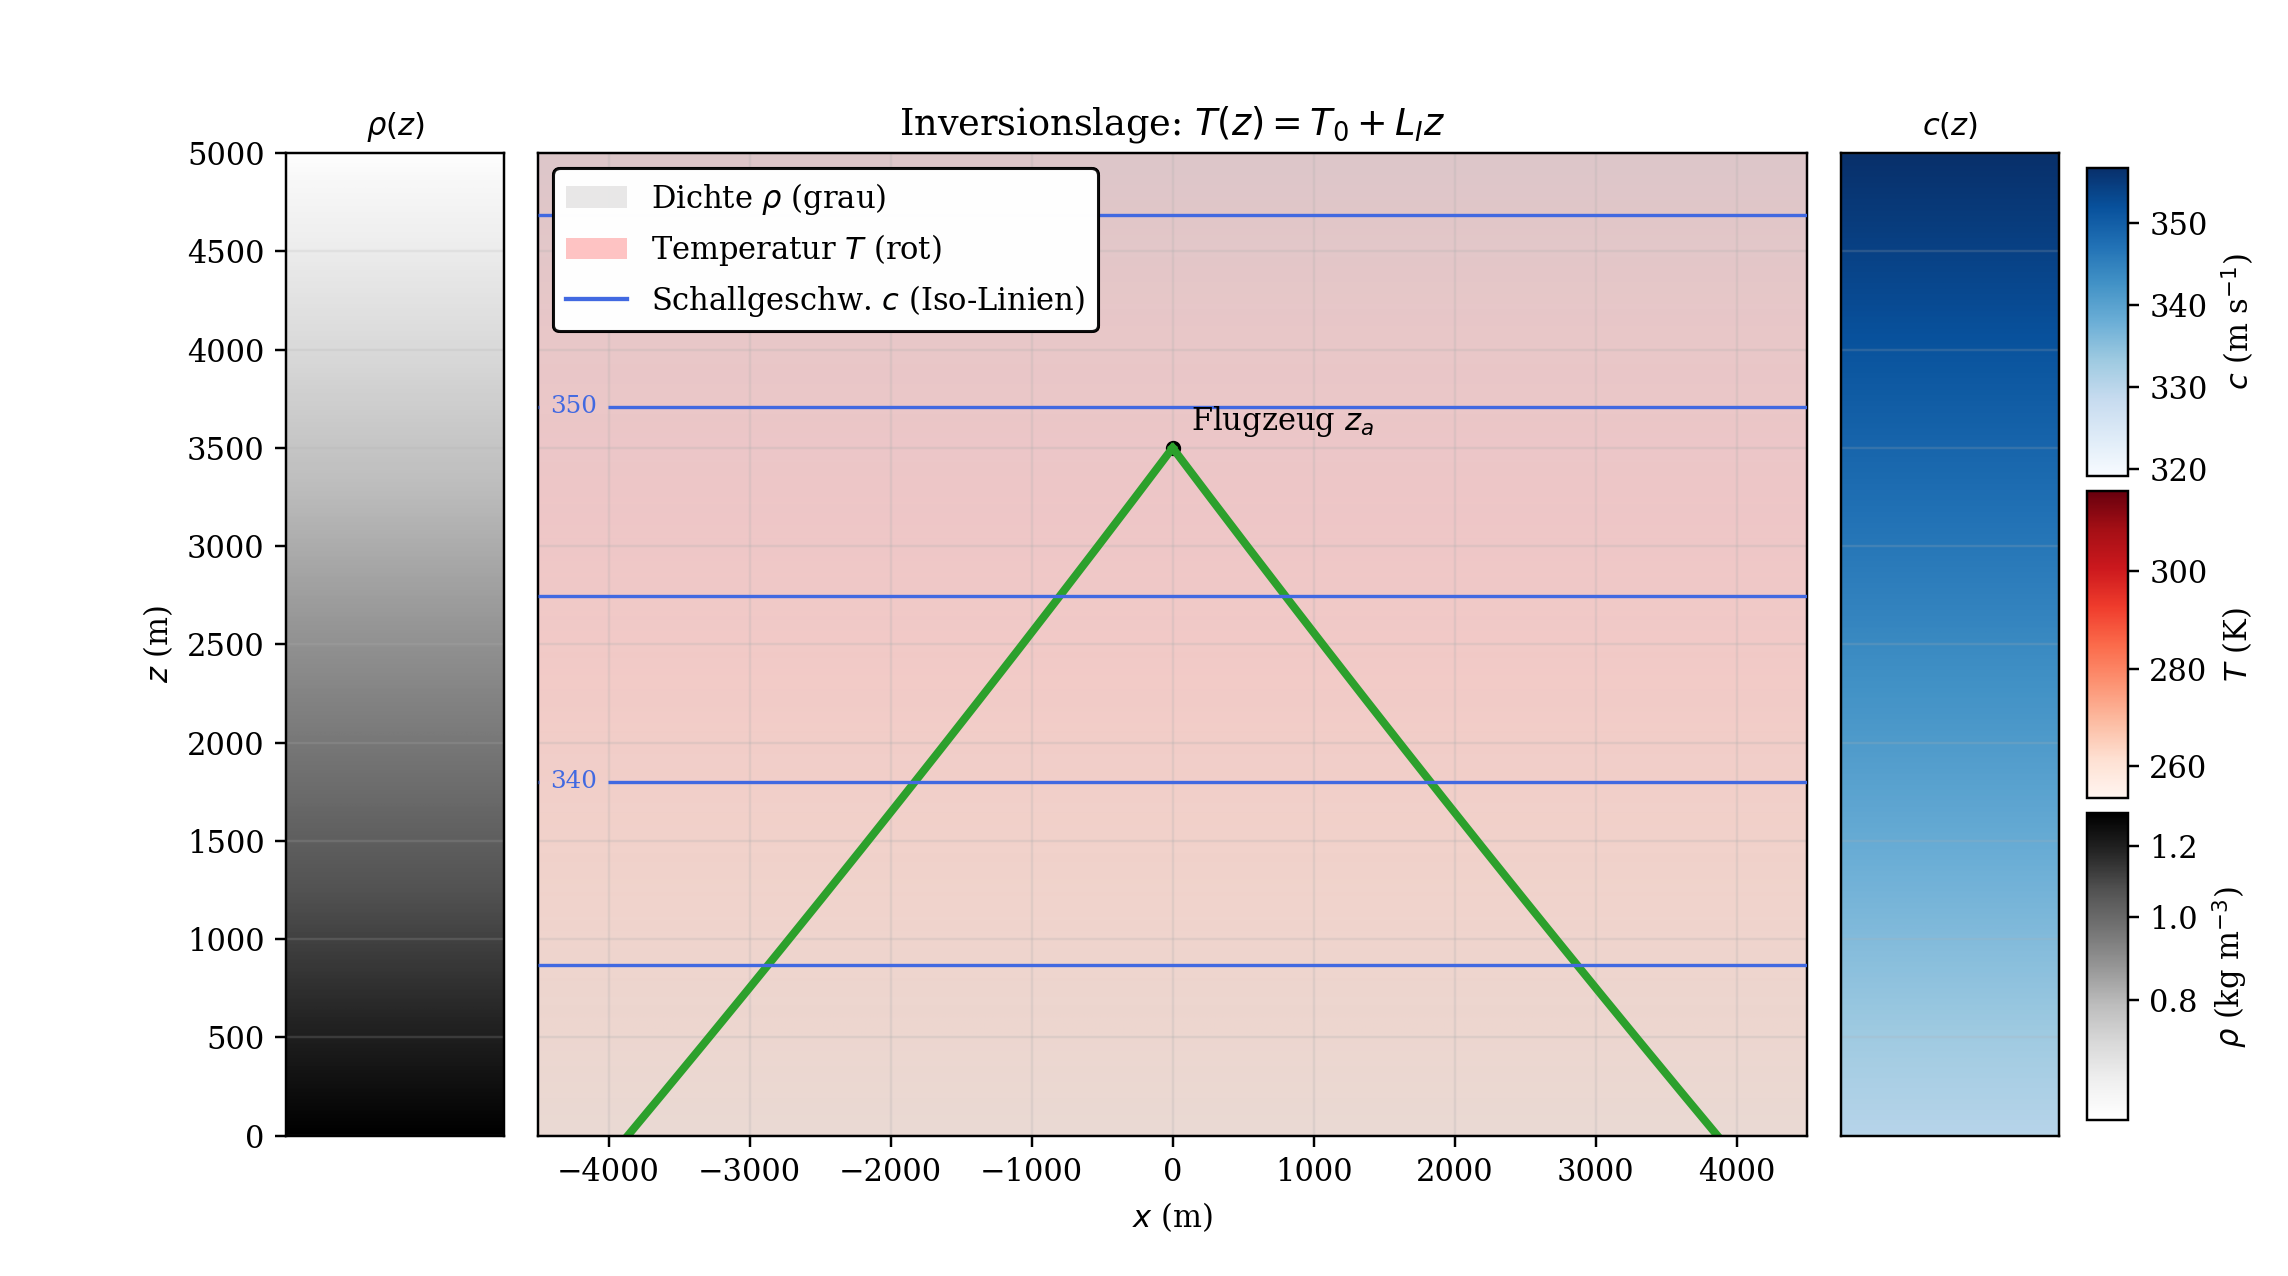 ρ(z)
Inversionslage: T(z) = T₀ + L_I z
c(z)
5000
4500
4000
3500
3000
2500
2000
1500
1000
500
0
z (m)
Dichte ρ (grau)
Temperatur T (rot)
Schallgeschw. c (Iso-Linien)
350
Flugzeug zₐ
340
−4000
−3000
−2000
−1000
0
1000
2000
3000
4000
x (m)
350
340
330
320
c (m s⁻¹)
300
280
260
T (K)
1.2
1.0
0.8
ρ (kg m⁻³)